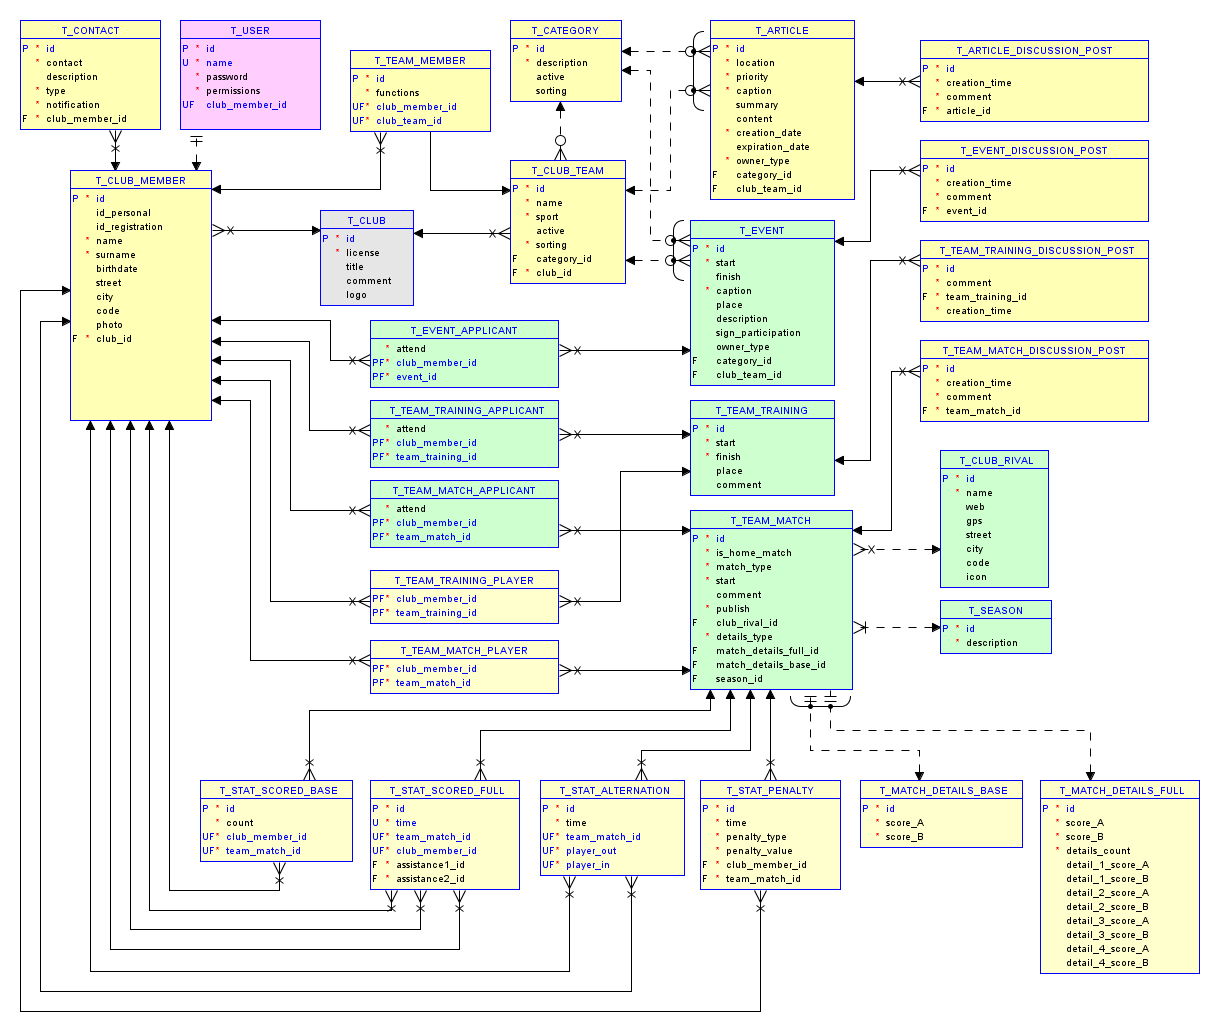 T_CONTACT
P * id
* contact
description
* type
* notification
F * club_member_id
T_USER
P * id
U * name
* password
* permissions
UF club_member_id
T_TEAM_MEMBER
P * id
* functions
UF* club_member_id
UF* club_team_id
T_CATEGORY
P * id
* description
active
sorting
T_ARTICLE
P * id
* location
* priority
* caption
summary
content
* creation_date
expiration_date
* owner_type
F category_id
F club_team_id
T_ARTICLE_DISCUSSION_POST
P * id
* creation_time
* comment
F * article_id
T_EVENT_DISCUSSION_POST
P * id
* creation_time
* comment
F * event_id
T_CLUB_MEMBER
P * id
id_personal
id_registration
* name
* surname
birthdate
street
city
code
photo
F * club_id
T_CLUB
P * id
* license
title
comment
logo
T_CLUB_TEAM
P * id
* name
* sport
active
* sorting
F category_id
F * club_id
T_EVENT
P * id
* start
finish
* caption
place
description
sign_participation
owner_type
F category_id
F club_team_id
T_TEAM_TRAINING_DISCUSSION_POST
P * id
* comment
F * team_training_id
* creation_time
T_TEAM_MATCH_DISCUSSION_POST
P * id
* creation_time
* comment
F * team_match_id
T_EVENT_APPLICANT
* attend
PF* club_member_id
PF* event_id
T_TEAM_TRAINING_APPLICANT
* attend
PF* club_member_id
PF* team_training_id
T_TEAM_TRAINING
P * id
* start
* finish
place
comment
T_CLUB_RIVAL
P * id
* name
web
gps
street
city
code
icon
T_TEAM_MATCH_APPLICANT
* attend
PF* club_member_id
PF* team_match_id
T_TEAM_MATCH
P * id
* is_home_match
* match_type
* start
comment
* publish
F club_rival_id
* details_type
F match_details_full_id
F match_details_base_id
F season_id
T_TEAM_TRAINING_PLAYER
PF* club_member_id
PF* team_training_id
T_SEASON
P * id
* description
T_TEAM_MATCH_PLAYER
PF* club_member_id
PF* team_match_id
T_STAT_SCORED_BASE
P * id
* count
UF* club_member_id
UF* team_match_id
T_STAT_SCORED_FULL
P * id
U * time
UF* team_match_id
UF* club_member_id
F * assistance1_id
F * assistance2_id
T_STAT_ALTERNATION
P * id
* time
UF* team_match_id
UF* player_out
UF* player_in
T_STAT_PENALTY
P * id
* time
* penalty_type
* penalty_value
F * club_member_id
F * team_match_id
T_MATCH_DETAILS_BASE
P * id
* score_A
* score_B
T_MATCH_DETAILS_FULL
P * id
* score_A
* score_B
* details_count
detail_1_score_A
detail_1_score_B
detail_2_score_A
detail_2_score_B
detail_3_score_A
detail_3_score_B
detail_4_score_A
detail_4_score_B